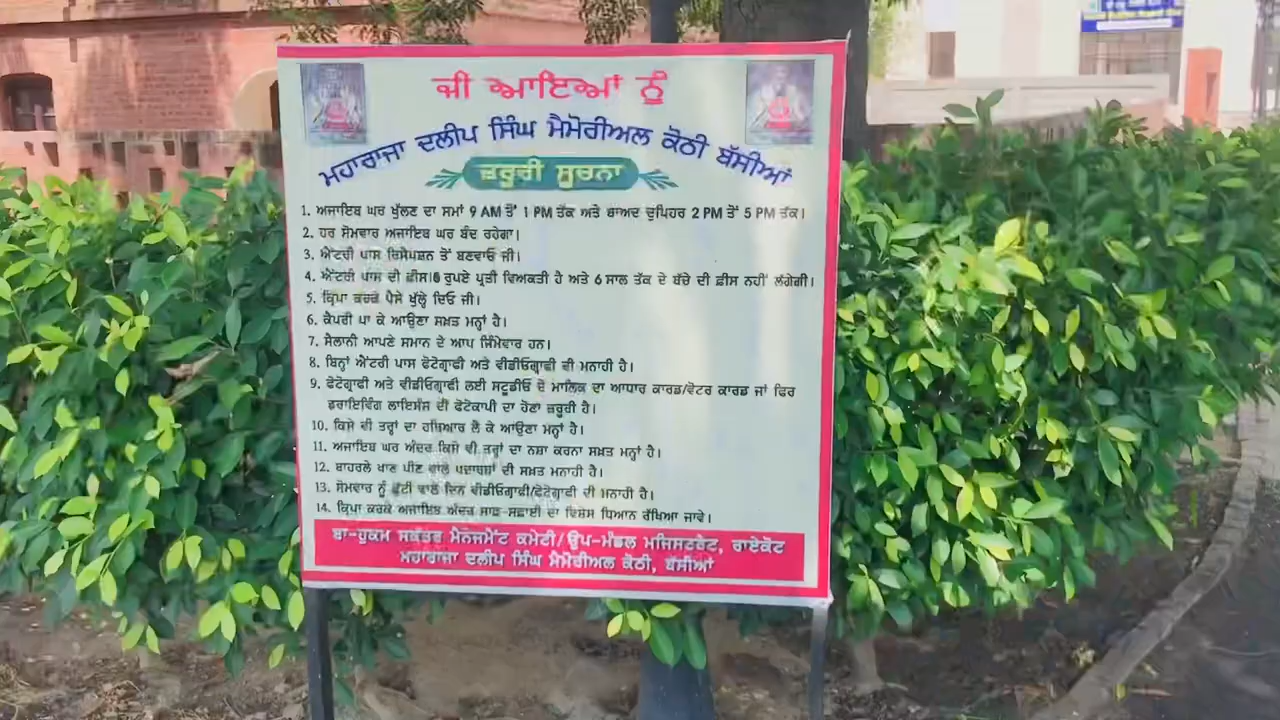 ਜੀ ਆਇਆਂ ਨੂੰ
ਮਹਾਰਾਜਾ ਦਲੀਪ ਸਿੰਘ ਮੈਮੋਰੀਅਲ ਕੋਠੀ ਬੱਸੀਆਂ
ਜ਼ਰੂਰੀ ਸੂਚਨਾ
1. ਅਜਾਇਬ ਘਰ ਖੁੱਲਣ ਦਾ ਸਮਾਂ 9 AM ਤੋਂ 1 PM ਤੱਕ ਅਤੇ ਬਾਅਦ ਦੁਪਿਹਰ 2 PM ਤੋਂ 5 PM ਤੱਕ।
2. ਹਰ ਸੋਮਵਾਰ ਅਜਾਇਬ ਘਰ ਬੰਦ ਰਹੇਗਾ।
3. ਐਂਟਰੀ ਪਾਸ ਰਿਸੈਪਸ਼ਨ ਤੋਂ ਬਣਵਾਓ ਜੀ।
4. ਐਂਟਰੀ ਪਾਸ ਦੀ ਫ਼ੀਸ ਰੁਪਏ ਪ੍ਰਤੀ ਵਿਅਕਤੀ ਹੈ ਅਤੇ 6 ਸਾਲ ਤੱਕ ਦੇ ਬੱਚੇ ਦੀ ਫ਼ੀਸ ਨਹੀਂ ਲੱਗੇਗੀ।
5. ਕ੍ਰਿਪਾ ਕਰਕੇ ਪੈਸੇ ਖੁੱਲ੍ਹੇ ਦਿਓ ਜੀ।
6. ਕੈਪਰੀ ਪਾ ਕੇ ਆਉਣਾ ਸਖ਼ਤ ਮਨ੍ਹਾਂ ਹੈ।
7. ਸੈਲਾਨੀ ਆਪਣੇ ਸਮਾਨ ਦੇ ਆਪ ਜਿੰਮੇਵਾਰ ਹਨ।
8. ਬਿਨ੍ਹਾਂ ਐਂਟਰੀ ਪਾਸ ਫੋਟੋਗ੍ਰਾਫੀ ਅਤੇ ਵੀਡੀਓਗ੍ਰਾਫੀ ਦੀ ਮਨਾਹੀ ਹੈ।
9. ਫੋਟੋਗ੍ਰਾਫੀ ਅਤੇ ਵੀਡੀਓਗ੍ਰਾਫੀ ਲਈ ਸਟੂਡੀਓ ਦੇ ਮਾਲਿਕ ਦਾ ਆਧਾਰ ਕਾਰਡ/ਵੋਟਰ ਕਾਰਡ ਜਾਂ ਫਿਰ
ਡਰਾਇਵਿੰਗ ਲਾਇਸੰਸ ਦੀ ਫੋਟੋਕਾਪੀ ਦਾ ਹੋਣਾ ਜ਼ਰੂਰੀ ਹੈ।
10. ਕਿਸੇ ਵੀ ਤਰ੍ਹਾਂ ਦਾ ਹਥਿਆਰ ਲੈ ਕੇ ਆਉਣਾ ਮਨ੍ਹਾਂ ਹੈ।
11. ਅਜਾਇਬ ਘਰ ਅੰਦਰ ਕਿਸੇ ਵੀ ਤਰ੍ਹਾਂ ਦਾ ਨਸ਼ਾ ਕਰਨਾ ਸਖ਼ਤ ਮਨ੍ਹਾਂ ਹੈ।
12. ਬਾਹਰਲੇ ਖਾਣ ਪੀਣ ਵਾਲੇ ਪਦਾਰਥਾਂ ਦੀ ਸਖ਼ਤ ਮਨਾਹੀ ਹੈ।
13. ਸੋਮਵਾਰ ਨੂੰ ਛੁੱਟੀ ਵਾਲੇ ਦਿਨ ਵੀਡੀਓਗ੍ਰਾਫੀ/ਫੋਟੋਗ੍ਰਾਫੀ ਦੀ ਮਨਾਹੀ ਹੈ।
14. ਕ੍ਰਿਪਾ ਕਰਕੇ ਅਜਾਇਬ ਅੰਦਰ ਸਾਫ਼-ਸਫ਼ਾਈ ਦਾ ਵਿਸ਼ੇਸ਼ ਧਿਆਨ ਰੱਖਿਆ ਜਾਵੇ।
ਬਾ-ਹੁਕਮ ਸਕੱਤਰ ਮੈਨੇਜਮੈਂਟ ਕਮੇਟੀ/ਉਪ-ਮੰਡਲ ਮਜਿਸਟਰੇਟ, ਰਾਏਕੋਟ
ਮਹਾਰਾਜਾ ਦਲੀਪ ਸਿੰਘ ਮੈਮੋਰੀਅਲ ਕੋਠੀ, ਬੱਸੀਆਂ